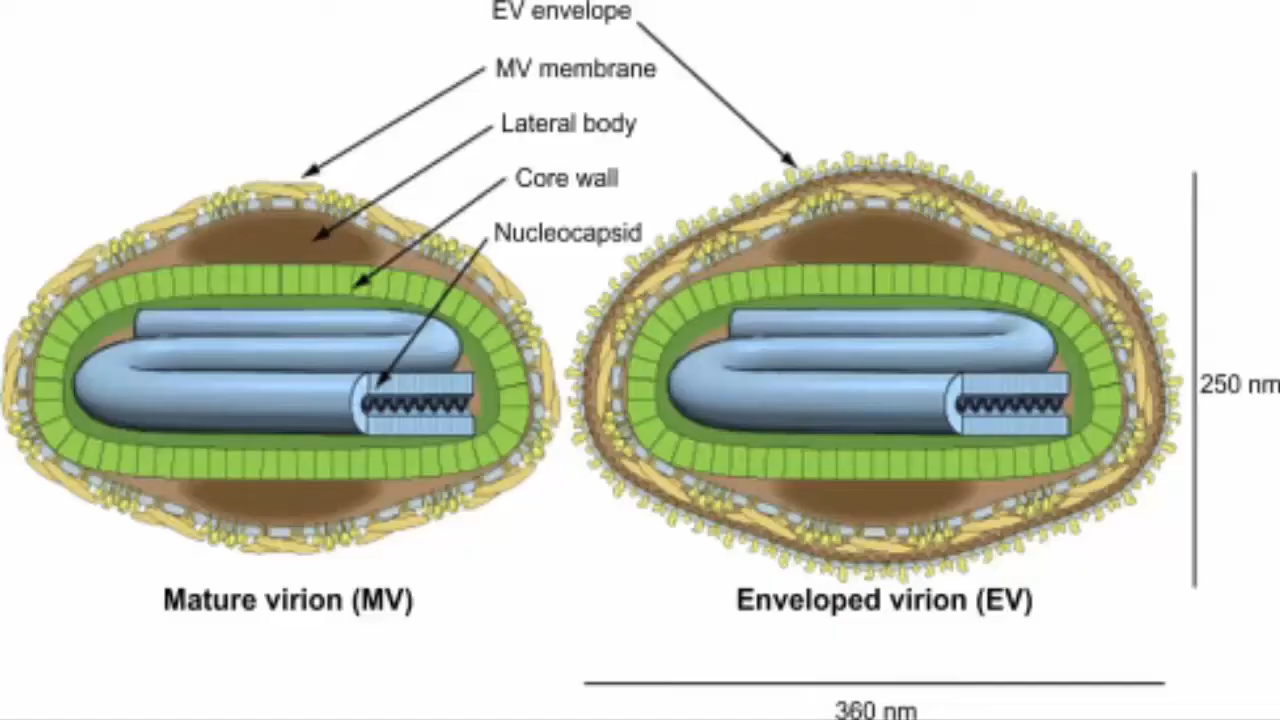 EV envelope
MV membrane
Lateral body
Core wall
Nucleocapsid
250 nm
Mature virion (MV)
Enveloped virion (EV)
360 nm